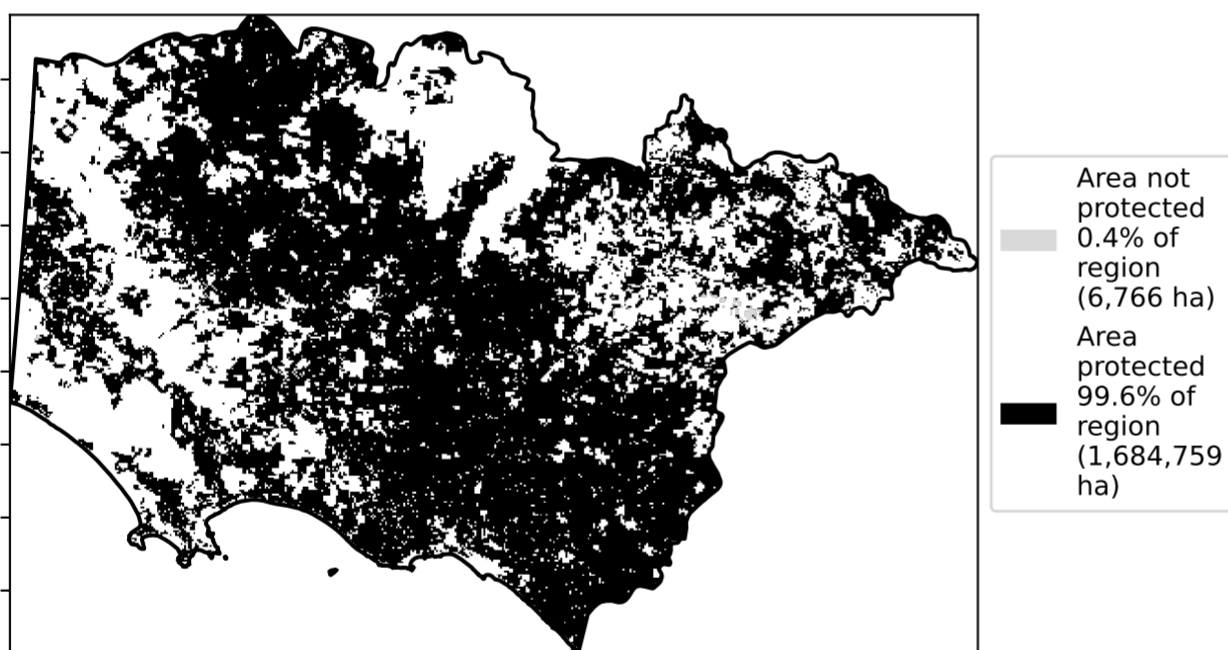 Area not
protected
0.4% of
region
(6,766 ha)
Area
protected
99.6% of
region
(1,684,759
ha)